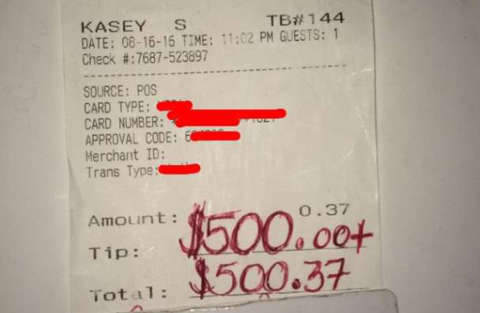 KASEY S TB#144
DATE: 08-16-16 TIME: 11:02 PM GUESTS: 1
Check #:7687-523897
SOURCE: POS
CARD TYPE:
CARD NUMBER:
APPROVAL CODE:
Merchant ID:
Trans Type:
Amount: 0.37
Tip: $500.00+
Total: $500.37